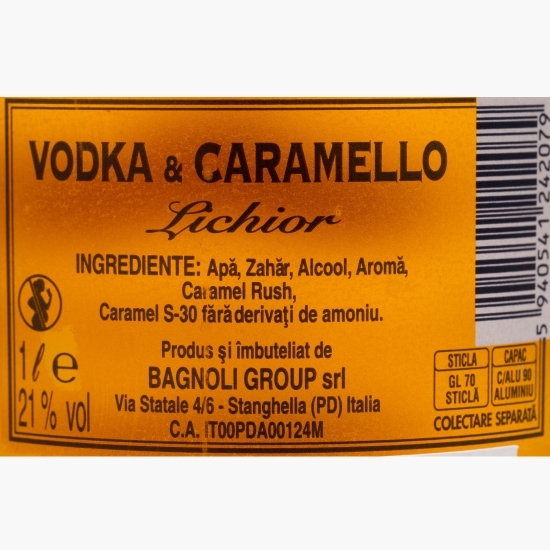 VODKA & CARAMELLO
Lichior
INGREDIENTE: Apă, Zahăr, Alcool, Aromă,
Caramel Rush,
Caramel S-30 fără derivaţi de amoniu.
Produs şi îmbuteliat de
BAGNOLI GROUP srl
Via Statale 4/6 - Stanghella (PD) Italia
C.A. IT00PDA00124M
1 ℓ e
21 % vol
STICLA
GL 70
STICLĂ
CAPAC
C/ALU 90
ALUMINIU
COLECTARE SEPARATĂ
5 940541 242079